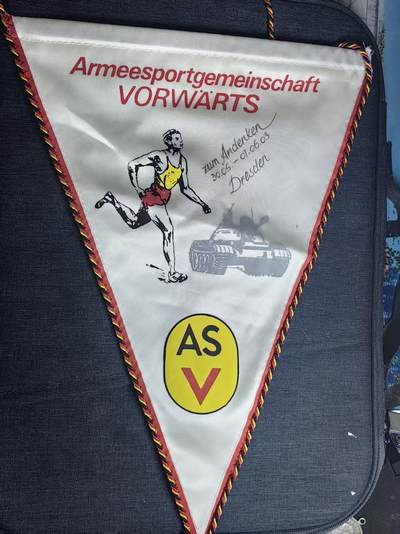 Armeesportgemeinschaft
VORWÄRTS
zum Andenken
30.05.-01.06.03
Dresden
AS
V